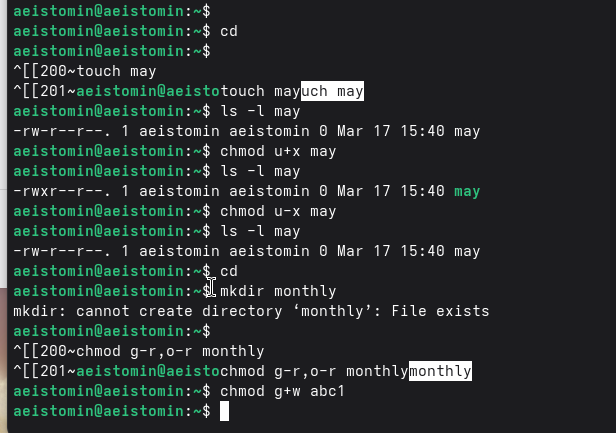 aeistomin@aeistomin:~$
aeistomin@aeistomin:~$ cd
aeistomin@aeistomin:~$
^[[200~touch may
^[[201~aeistomin@aeistotouch mayuch may
aeistomin@aeistomin:~$ ls -l may
-rw-r--r--. 1 aeistomin aeistomin 0 Mar 17 15:40 may
aeistomin@aeistomin:~$ chmod u+x may
aeistomin@aeistomin:~$ ls -l may
-rwxr--r--. 1 aeistomin aeistomin 0 Mar 17 15:40 may
aeistomin@aeistomin:~$ chmod u-x may
aeistomin@aeistomin:~$ ls -l may
-rw-r--r--. 1 aeistomin aeistomin 0 Mar 17 15:40 may
aeistomin@aeistomin:~$ cd
aeistomin@aeistomin:~$ mkdir monthly
mkdir: cannot create directory ‘monthly’: File exists
aeistomin@aeistomin:~$
^[[200~chmod g-r,o-r monthly
^[[201~aeistomin@aeistochmod g-r,o-r monthlymonthly
aeistomin@aeistomin:~$ chmod g+w abc1
aeistomin@aeistomin:~$